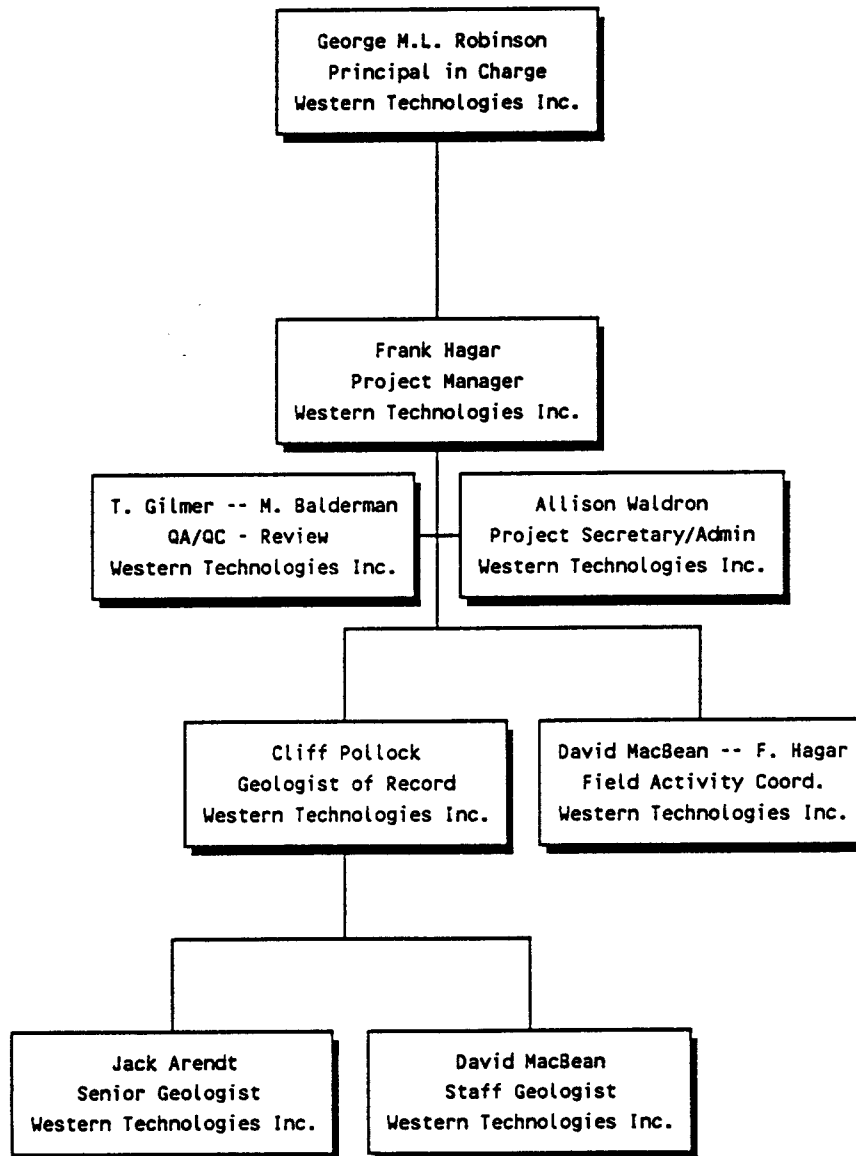 George M.L. Robinson
Principal in Charge
Western Technologies Inc.
Frank Hagar
Project Manager
Western Technologies Inc.
T. Gilmer -- M. Balderman
QA/QC - Review
Western Technologies Inc.
Allison Waldron
Project Secretary/Admin
Western Technologies Inc.
Cliff Pollock
Geologist of Record
Western Technologies Inc.
David MacBean -- F. Hagar
Field Activity Coord.
Western Technologies Inc.
Jack Arendt
Senior Geologist
Western Technologies Inc.
David MacBean
Staff Geologist
Western Technologies Inc.